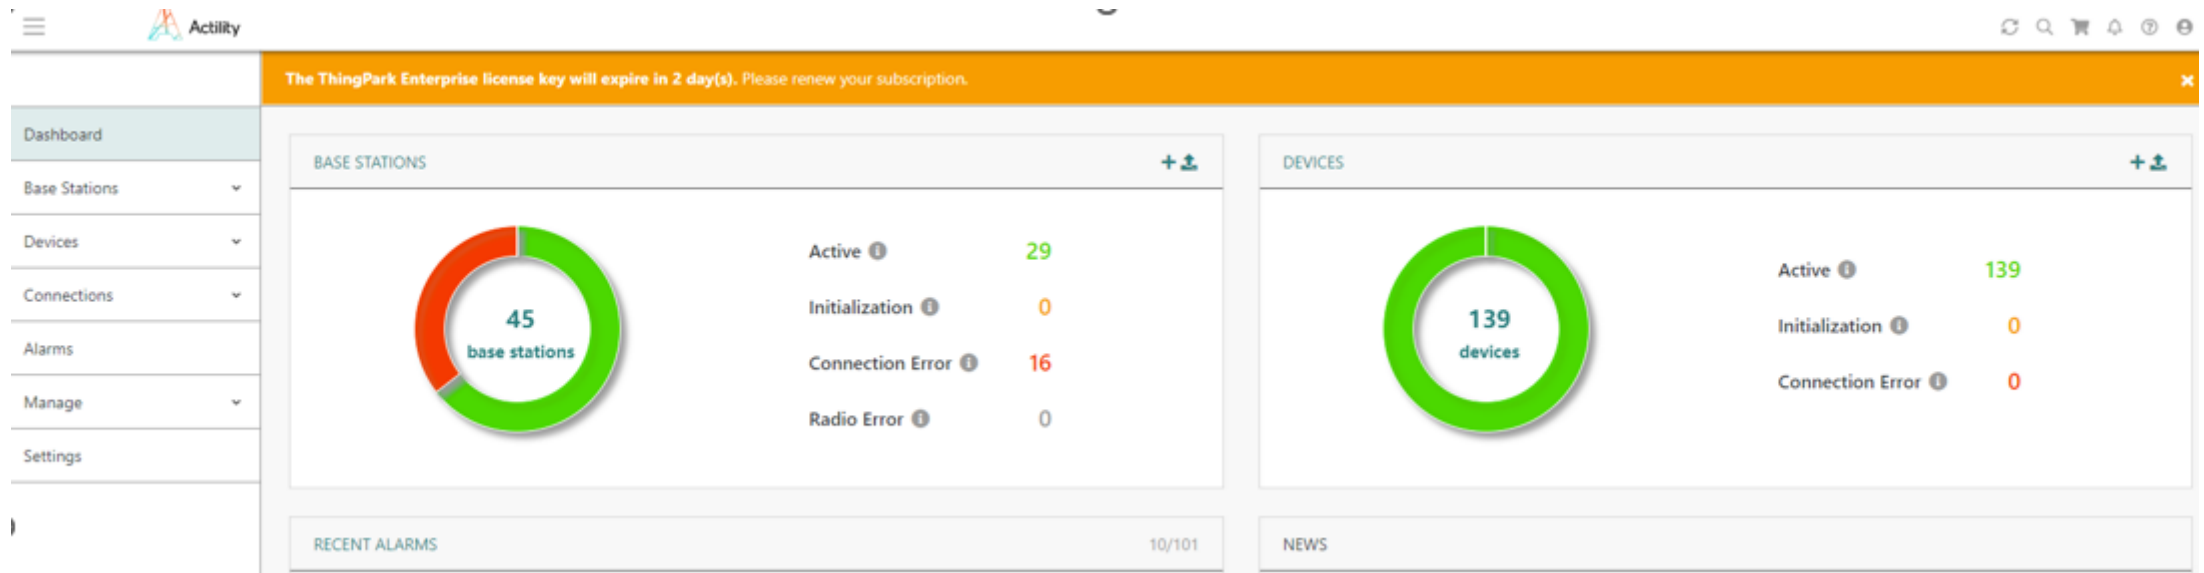 Actility
The ThingPark Enterprise license key will expire in 2 day(s). Please renew your subscription.
Dashboard
Base Stations
Devices
Connections
Alarms
Manage
Settings
BASE STATIONS
45
base stations
Active 29
Initialization 0
Connection Error 16
Radio Error 0
DEVICES
139
devices
Active 139
Initialization 0
Connection Error 0
RECENT ALARMS 10/101
NEWS